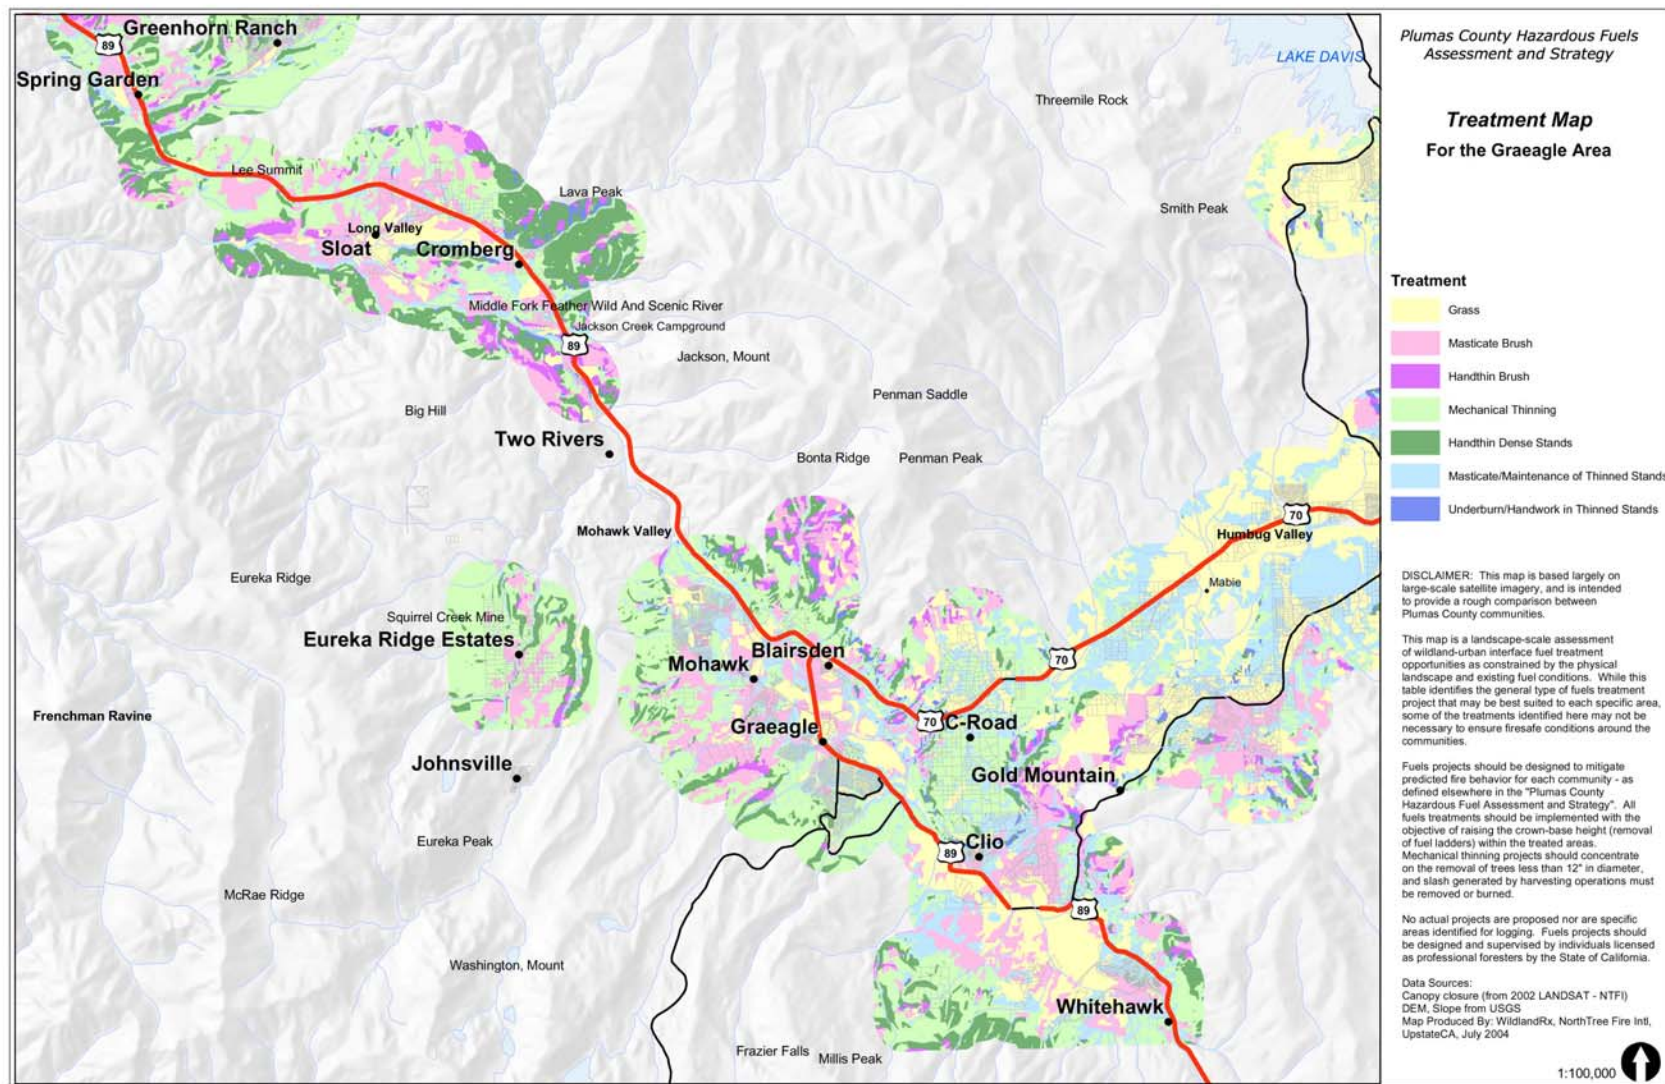 Greenhorn Ranch
89
Spring Garden
LAKE DAVIS
Threemile Rock
Lee Summit
Lava Peak
Smith Peak
Long Valley
Sloat
Cromberg
Middle Fork Feather Wild And Scenic River
Jackson Creek Campground
89
Jackson, Mount
Penman Saddle
Big Hill
Two Rivers
Bonta Ridge
Penman Peak
70
Mohawk Valley
Humbug Valley
Eureka Ridge
Mabie
Squirrel Creek Mine
Eureka Ridge Estates
Blairsden
70
Mohawk
Frenchman Ravine
Graeagle
70
C-Road
Johnsville
Gold Mountain
Eureka Peak
89
Clio
McRae Ridge
89
Washington, Mount
Whitehawk
Frazier Falls
Millis Peak
Plumas County Hazardous Fuels
Assessment and Strategy
Treatment Map
For the Graeagle Area
Treatment
Grass
Masticate Brush
Handthin Brush
Mechanical Thinning
Handthin Dense Stands
Masticate/Maintenance of Thinned Stands
Underburn/Handwork in Thinned Stands
DISCLAIMER: This map is based largely on
large-scale satellite imagery, and is intended
to provide a rough comparison between
Plumas County communities.
This map is a landscape-scale assessment
of wildland-urban interface fuel treatment
opportunities as constrained by the physical
landscape and existing fuel conditions. While this
table identifies the general type of fuels treatment
project that may be best suited to each specific area,
some of the treatments identified here may not be
necessary to ensure firesafe conditions around the
communities.
Fuels projects should be designed to mitigate
predicted fire behavior for each community - as
defined elsewhere in the "Plumas County
Hazardous Fuel Assessment and Strategy". All
fuels treatments should be implemented with the
objective of raising the crown-base height (removal
of fuel ladders) within the treated areas.
Mechanical thinning projects should concentrate
on the removal of trees less than 12" in diameter,
and slash generated by harvesting operations must
be removed or burned.
No actual projects are proposed nor are specific
areas identified for logging. Fuels projects should
be designed and supervised by individuals licensed
as professional foresters by the State of California.
Data Sources:
Canopy closure (from 2002 LANDSAT - NTFI)
DEM, Slope from USGS
Map Produced By: WildlandRx, NorthTree Fire Intl,
UpstateCA, July 2004
1:100,000